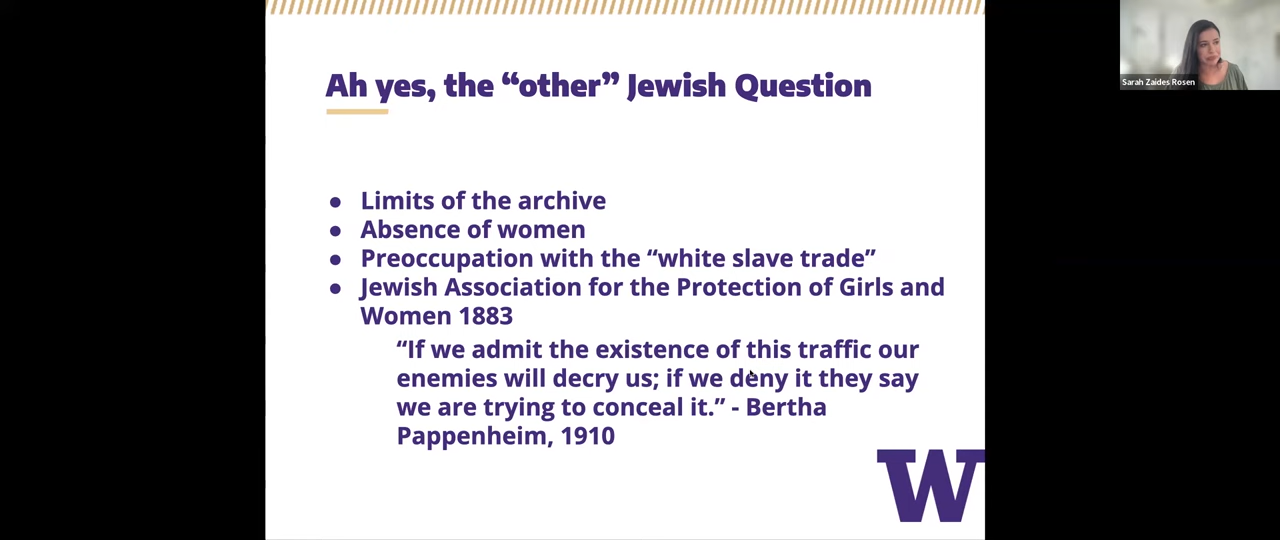 Ah yes, the “other” Jewish Question
Sarah Zaides Rosen
● Limits of the archive
● Absence of women
● Preoccupation with the “white slave trade”
● Jewish Association for the Protection of Girls and
Women 1883
“If we admit the existence of this traffic our
enemies will decry us; if we deny it they say
we are trying to conceal it.” - Bertha
Pappenheim, 1910
W